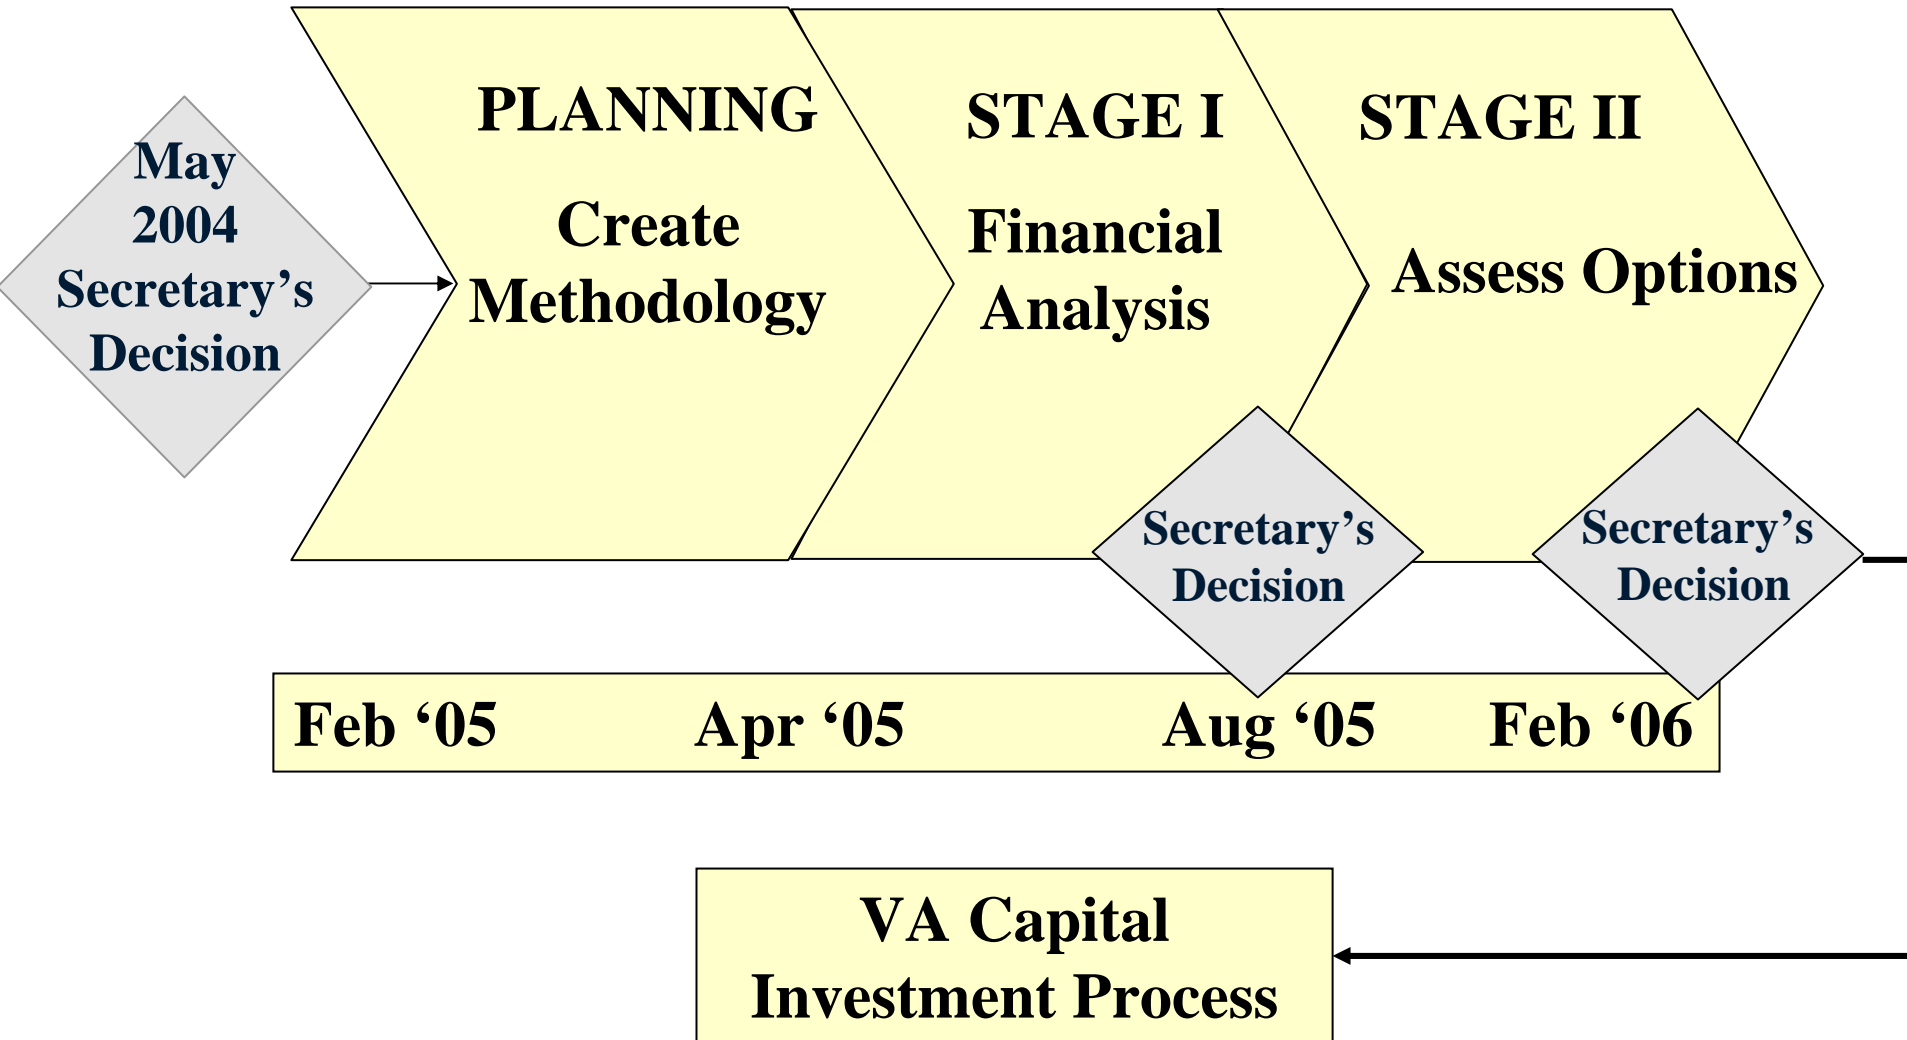 May
2004
Secretary’s
Decision
PLANNING
Create
Methodology
STAGE I
Financial
Analysis
STAGE II
Assess Options
Secretary’s
Decision
Secretary’s
Decision
Feb ‘05 Apr ‘05 Aug ‘05 Feb ‘06
VA Capital
Investment Process